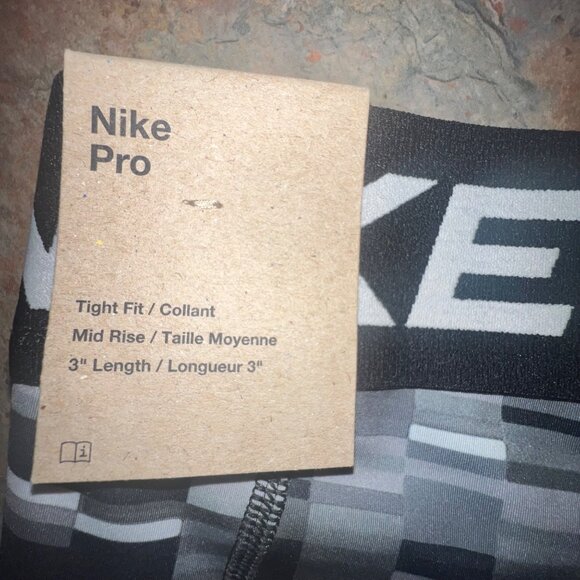 Nike
Pro
Tight Fit / Collant
Mid Rise / Taille Moyenne
3" Length / Longueur 3"
i
KE